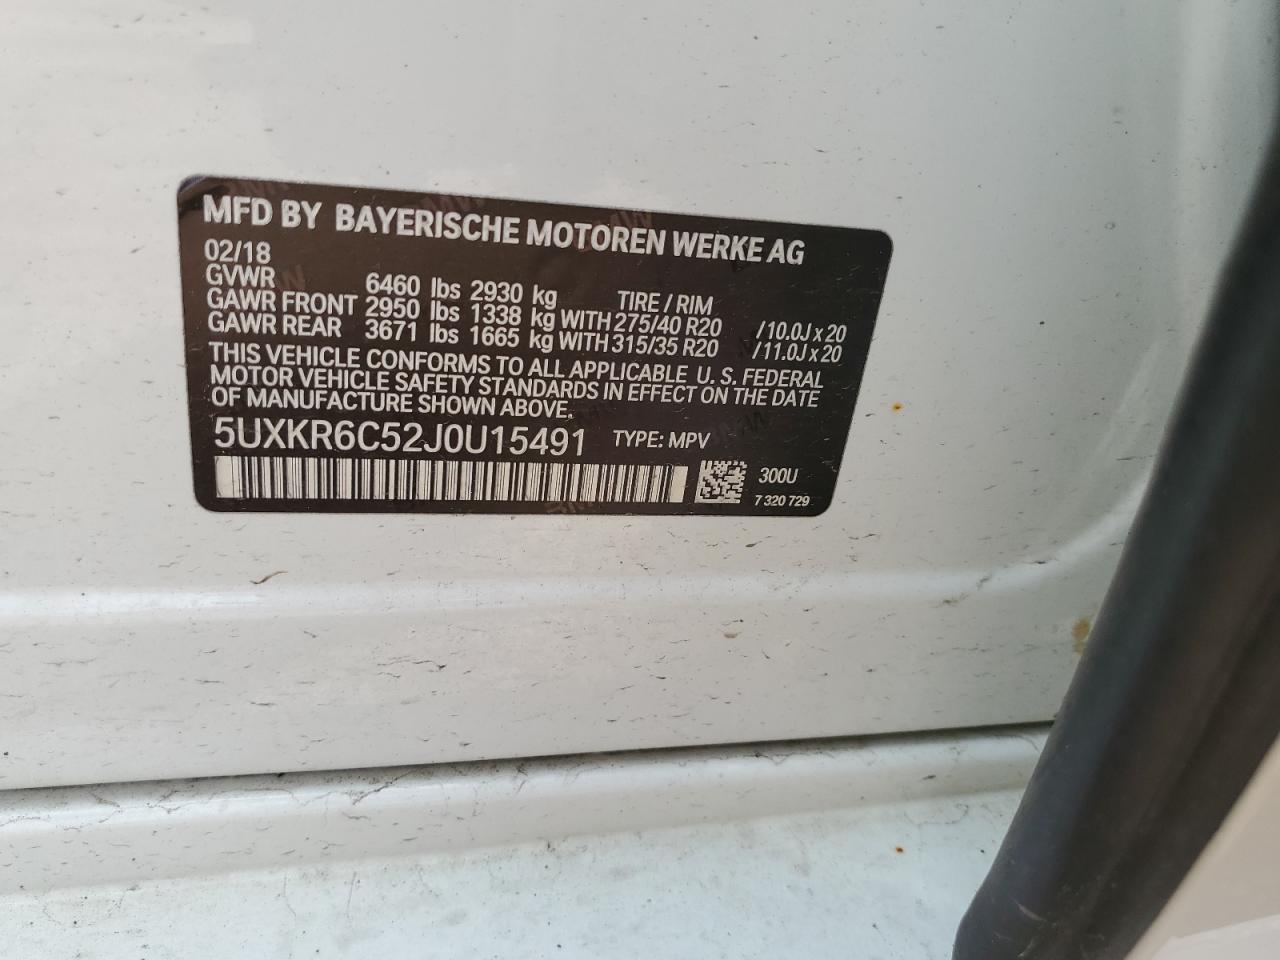 MFD BY BAYERISCHE MOTOREN WERKE AG
02/18
GVWR 6460 lbs 2930 kg TIRE / RIM
GAWR FRONT 2950 lbs 1338 kg WITH 275/40 R20 / 10.0J x 20
GAWR REAR 3671 lbs 1665 kg WITH 315/35 R20 / 11.0J x 20
THIS VEHICLE CONFORMS TO ALL APPLICABLE U. S. FEDERAL
MOTOR VEHICLE SAFETY STANDARDS IN EFFECT ON THE DATE
OF MANUFACTURE SHOWN ABOVE.
5UXKR6C52J0U15491 TYPE: MPV
300U
7 320 729